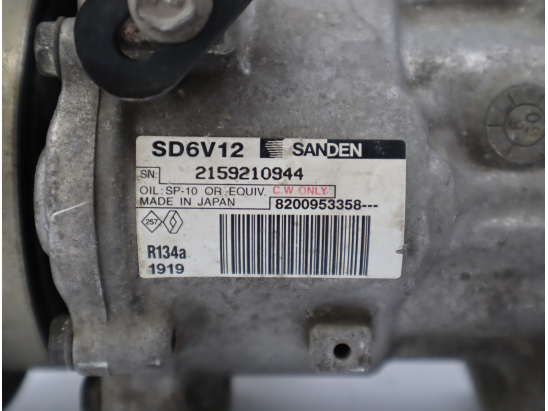 SD6V12 SANDEN
SN: 2159210944
OIL: SP-10 OR EQUIV. C.W ONLY
MADE IN JAPAN 8200953358---
257
R134a
1919